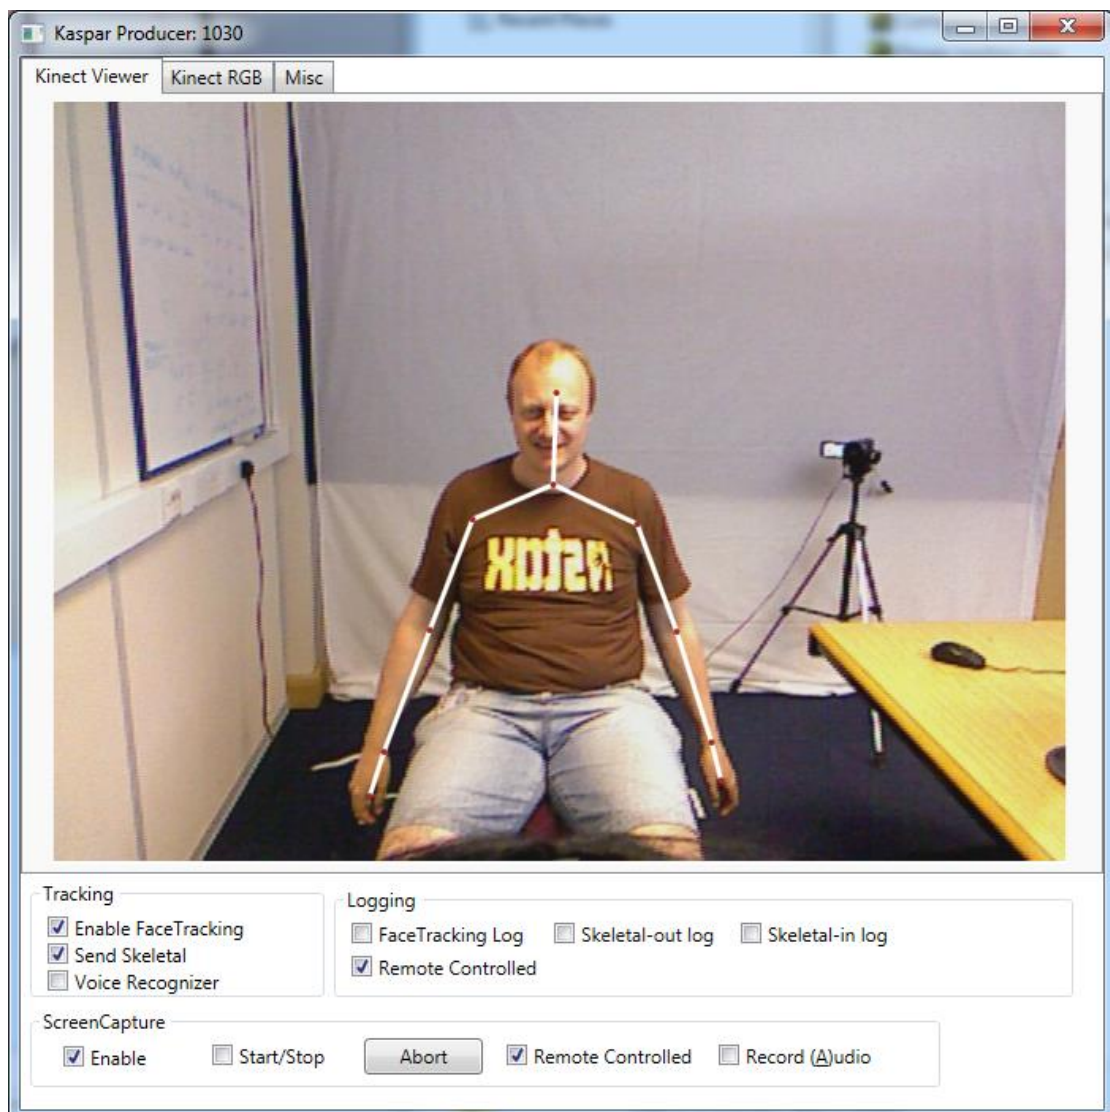 Kaspar Producer: 1030
Kinect Viewer Kinect RGB Misc
Tracking
Enable FaceTracking
Send Skeletal
Voice Recognizer
Logging
FaceTracking Log Skeletal-out log Skeletal-in log
Remote Controlled
ScreenCapture
Enable Start/Stop Abort Remote Controlled Record (A)udio